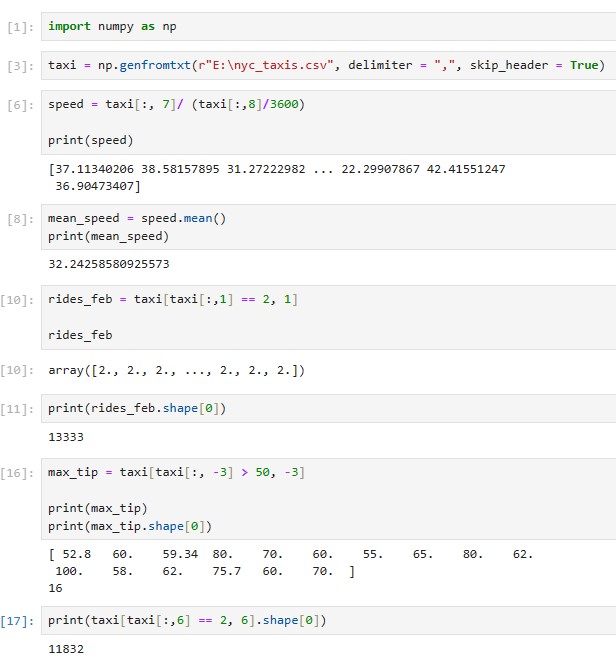 [1]: import numpy as np
[3]: taxi = np.genfromtxt(r"E:\nyc_taxis.csv", delimiter = ",", skip_header = True)
[6]: speed = taxi[:, 7]/ (taxi[:,8]/3600)
print(speed)
[37.11340206 38.58157895 31.27222982 ... 22.29907867 42.41551247
36.90473407]
[8]: mean_speed = speed.mean()
print(mean_speed)
32.24258580925573
[10]: rides_feb = taxi[taxi[:,1] == 2, 1]
rides_feb
[10]: array([2., 2., 2., ..., 2., 2., 2.])
[11]: print(rides_feb.shape[0])
13333
[16]: max_tip = taxi[taxi[:, -3] > 50, -3]
print(max_tip)
print(max_tip.shape[0])
[ 52.8 60. 59.34 80. 70. 60. 55. 65. 80. 62.
100. 58. 62. 75.7 60. 70. ]
16
[17]: print(taxi[taxi[:,6] == 2, 6].shape[0])
11832